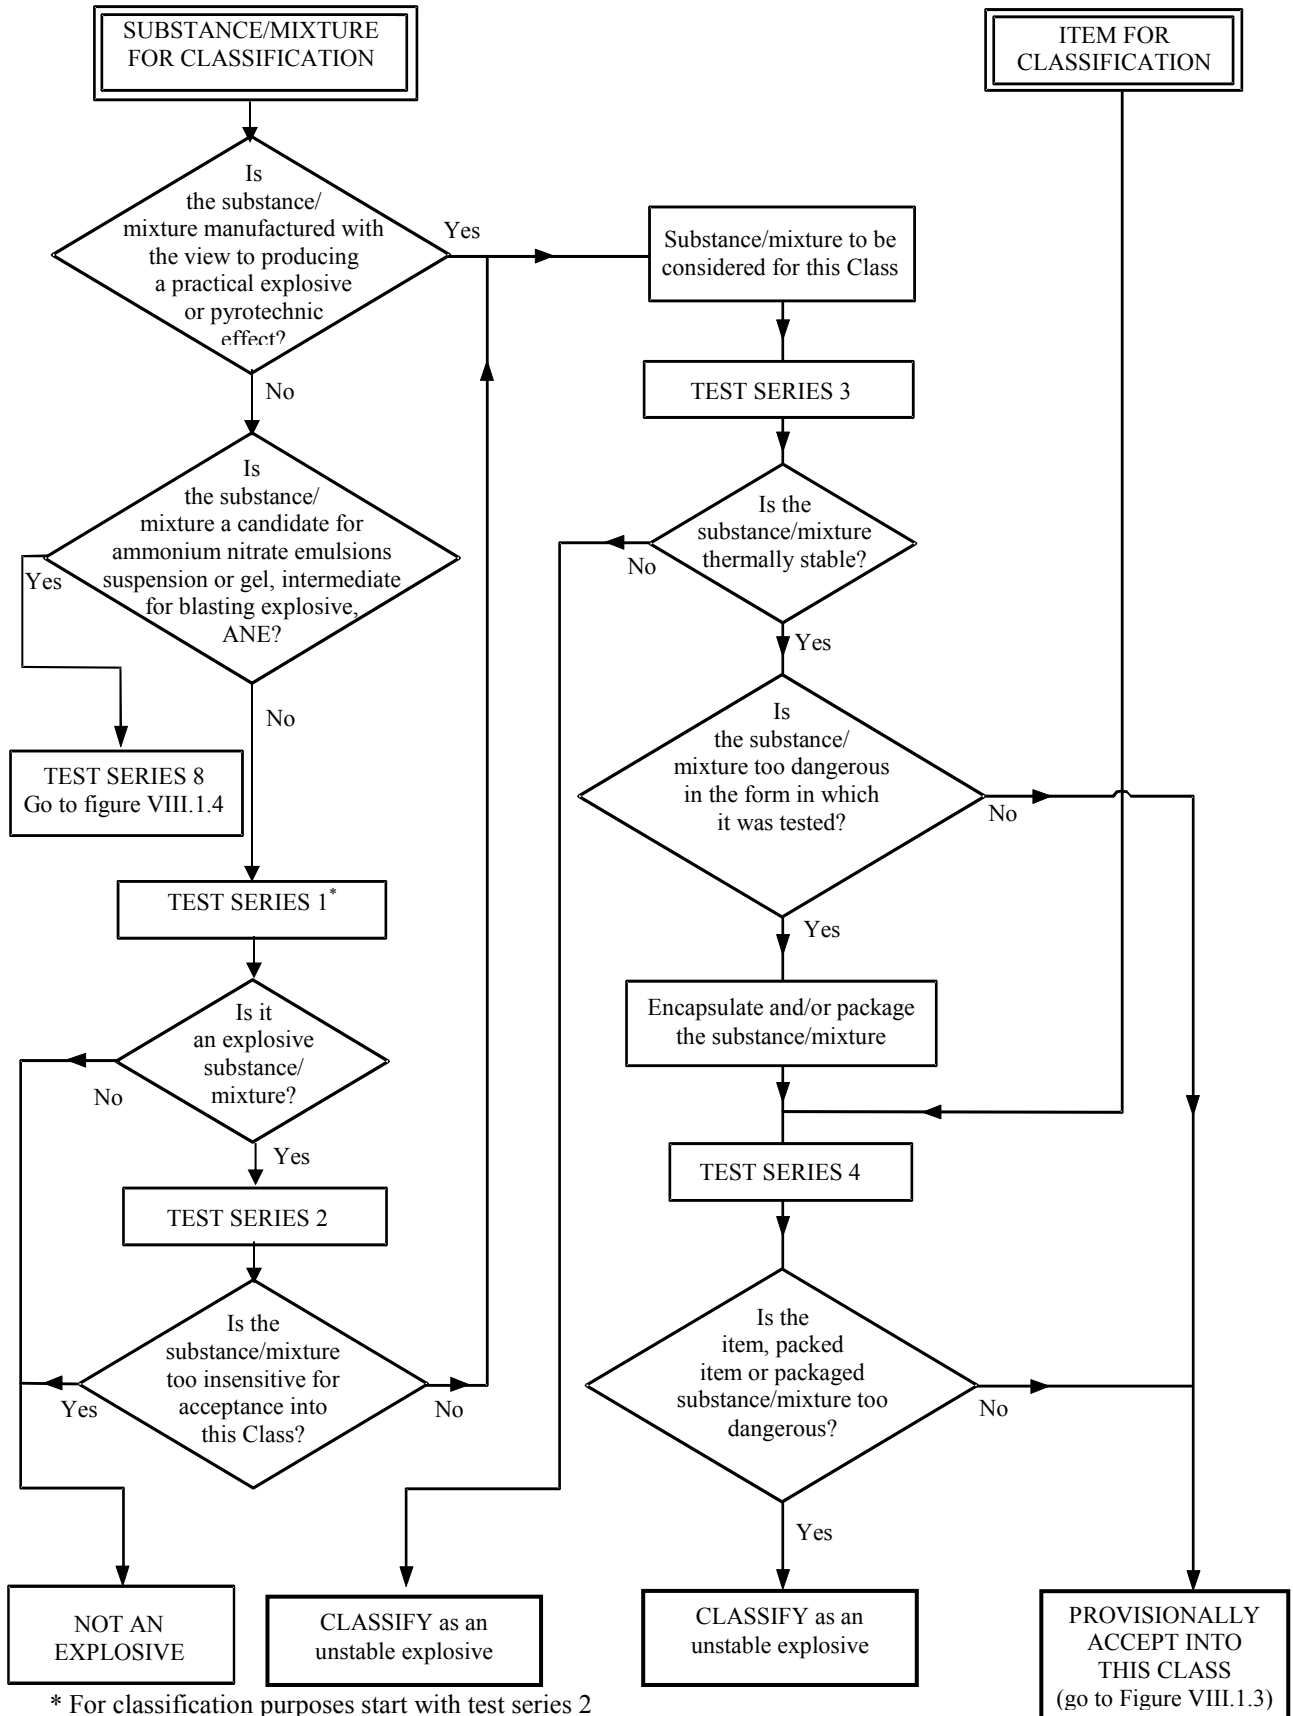 SUBSTANCE/MIXTURE
FOR CLASSIFICATION
ITEM FOR
CLASSIFICATION
Is
the substance/
mixture manufactured with
the view to producing
a practical explosive
or pyrotechnic
effect?
Yes
No
Substance/mixture to be
considered for this Class
TEST SERIES 3
Is
the substance/
mixture a candidate for
ammonium nitrate emulsions
suspension or gel, intermediate
for blasting explosive,
ANE?
Yes
No
Is the
substance/mixture
thermally stable?
No
Yes
TEST SERIES 8
Go to figure VIII.1.4
Is
the substance/
mixture too dangerous
in the form in which
it was tested?
No
Yes
TEST SERIES 1*
Is it
an explosive
substance/
mixture?
No
Yes
Encapsulate and/or package
the substance/mixture
TEST SERIES 2
TEST SERIES 4
Is the
substance/mixture
too insensitive for
acceptance into
this Class?
Yes
No
Is the
item, packed
item or packaged
substance/mixture too
dangerous?
No
Yes
NOT AN
EXPLOSIVE
CLASSIFY as an
unstable explosive
CLASSIFY as an
unstable explosive
PROVISIONALLY
ACCEPT INTO
THIS CLASS
(go to Figure VIII.1.3)
* For classification purposes start with test series 2